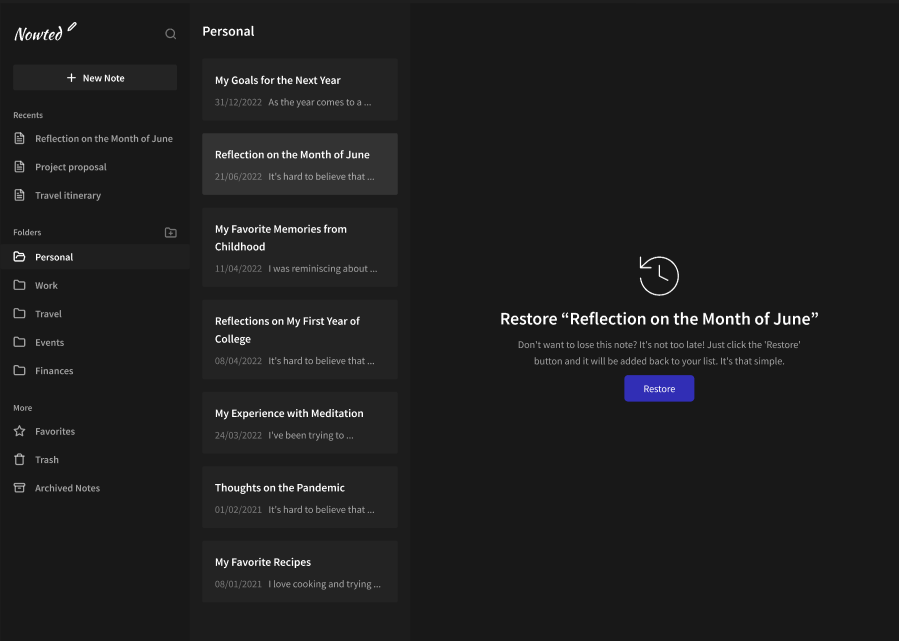 Nowted
New Note
Recents
Reflection on the Month of June
Project proposal
Travel itinerary
Folders
Personal
Work
Travel
Events
Finances
More
Favorites
Trash
Archived Notes
Personal
My Goals for the Next Year
31/12/2022 As the year comes to a ...
Reflection on the Month of June
21/06/2022 It's hard to believe that ...
My Favorite Memories from
Childhood
11/04/2022 I was reminiscing about ...
Reflections on My First Year of
College
08/04/2022 It's hard to believe that ...
My Experience with Meditation
24/03/2022 I've been trying to ...
Thoughts on the Pandemic
01/02/2021 It's hard to believe that ...
My Favorite Recipes
08/01/2021 I love cooking and trying ...
Restore “Reflection on the Month of June”
Don't want to lose this note? It's not too late! Just click the 'Restore'
button and it will be added back to your list. It's that simple.
Restore